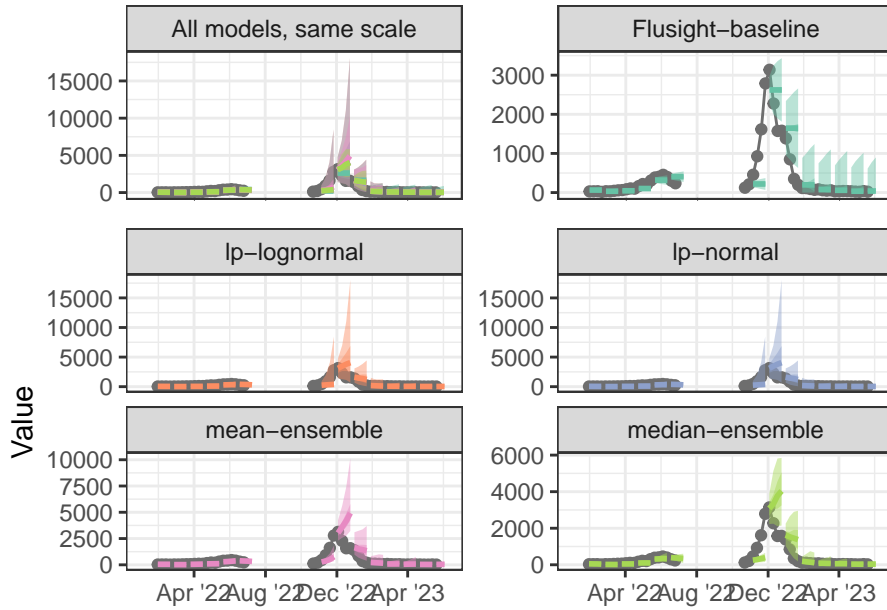 All models, same scale
Flusight−baseline
15000
10000
5000
0
3000
2000
1000
0
lp−lognormal
lp−normal
15000
10000
5000
0
15000
10000
5000
0
Value
mean−ensemble
median−ensemble
10000
7500
5000
2500
0
6000
4000
2000
0
Apr '22 Aug '22 Dec '22 Apr '23
Apr '22 Aug '22 Dec '22 Apr '23